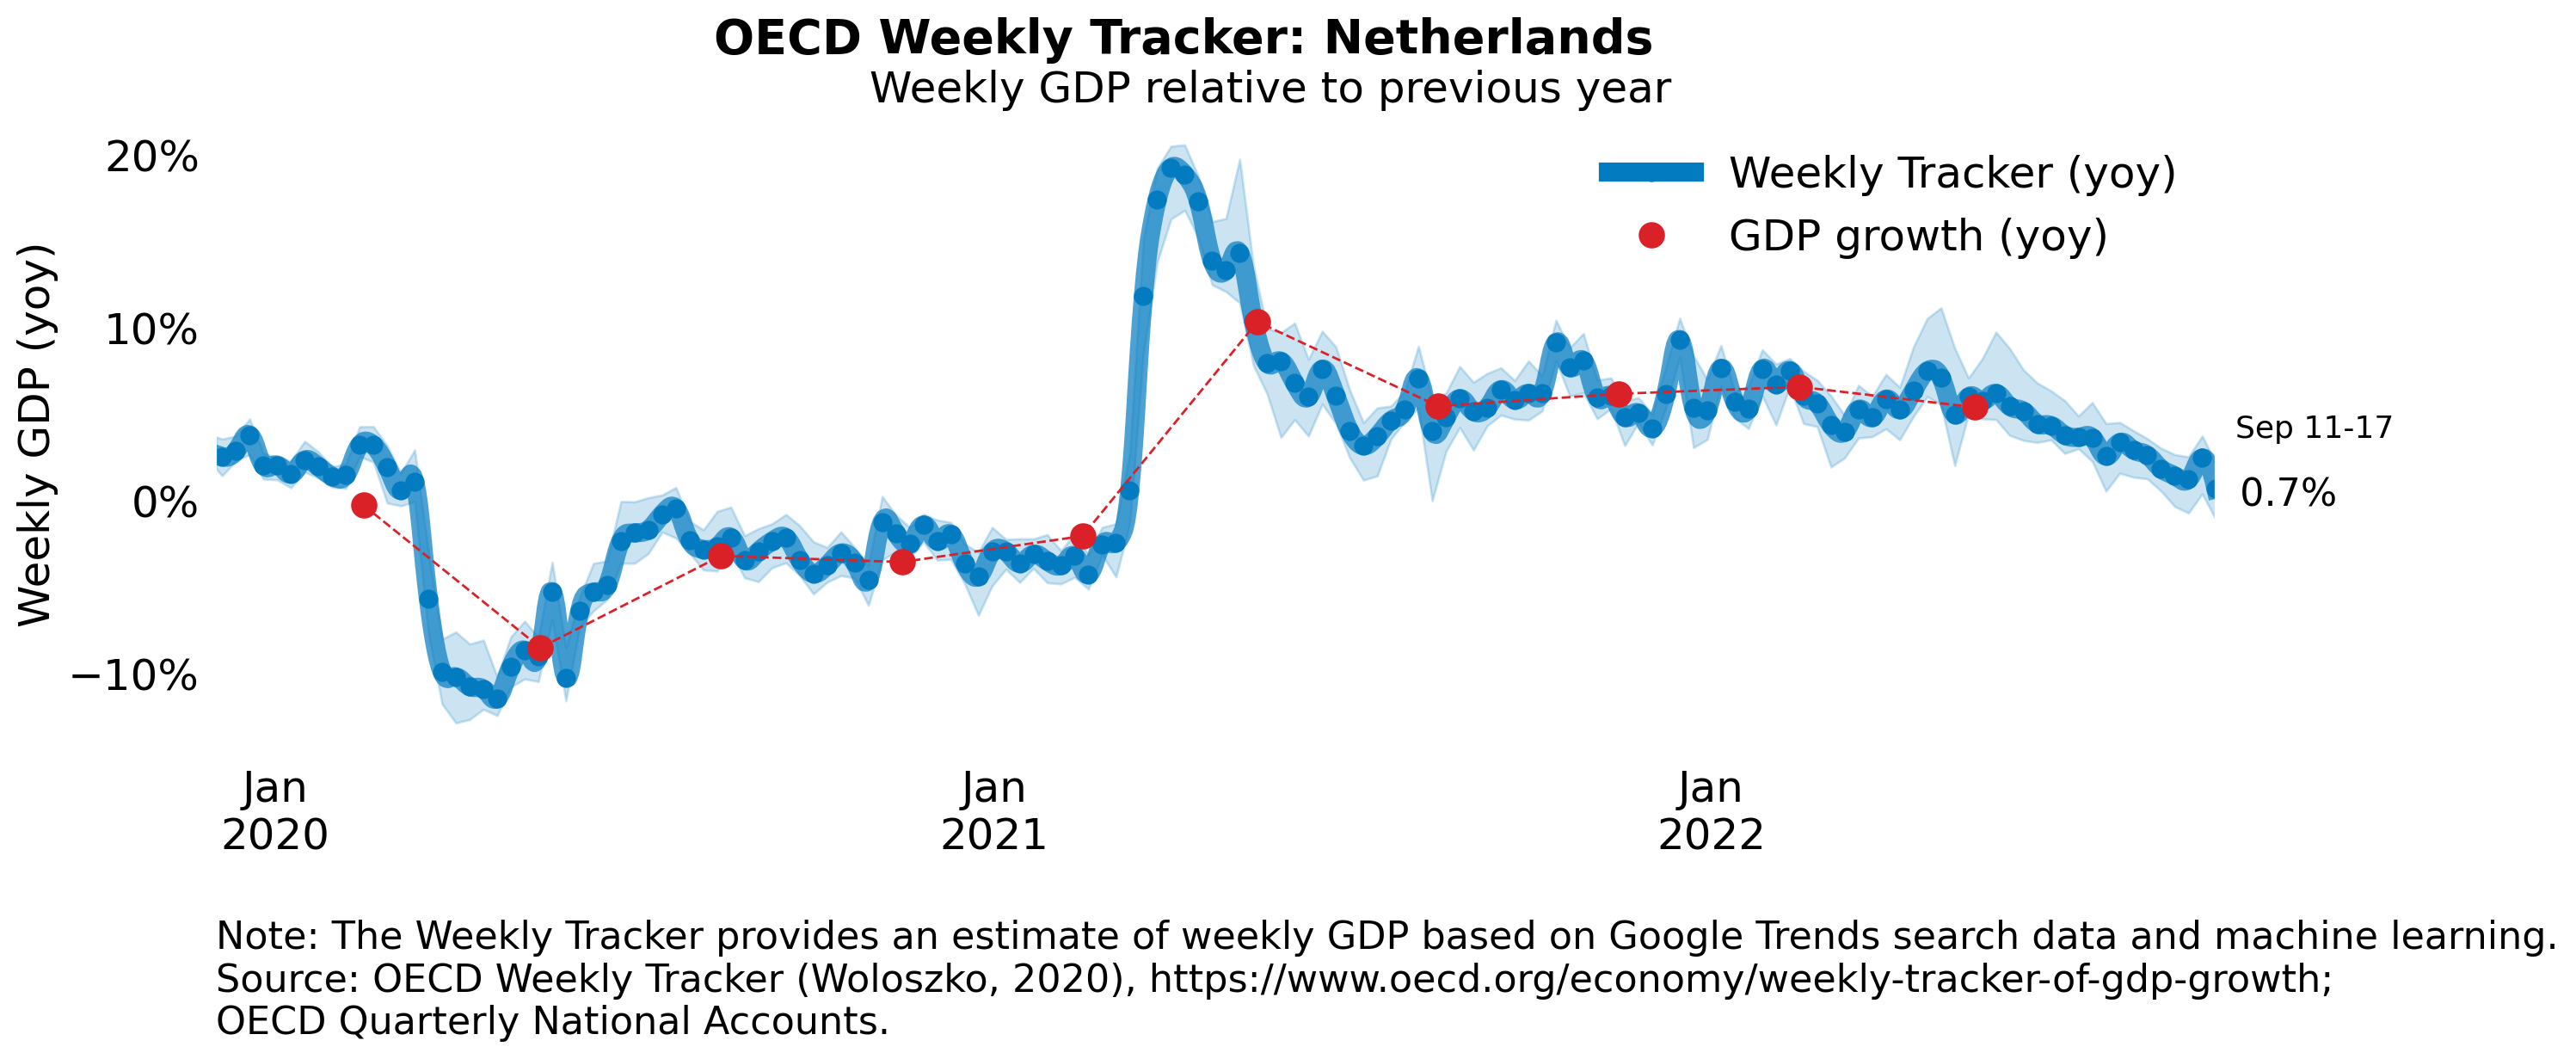 OECD Weekly Tracker: Netherlands
Weekly GDP relative to previous year
Weekly GDP (yoy)
20%
10%
0%
−10%
Weekly Tracker (yoy)
GDP growth (yoy)
Sep 11-17
0.7%
Jan
2020
Jan
2021
Jan
2022
Note: The Weekly Tracker provides an estimate of weekly GDP based on Google Trends search data and machine learning.
Source: OECD Weekly Tracker (Woloszko, 2020), https://www.oecd.org/economy/weekly-tracker-of-gdp-growth;
OECD Quarterly National Accounts.